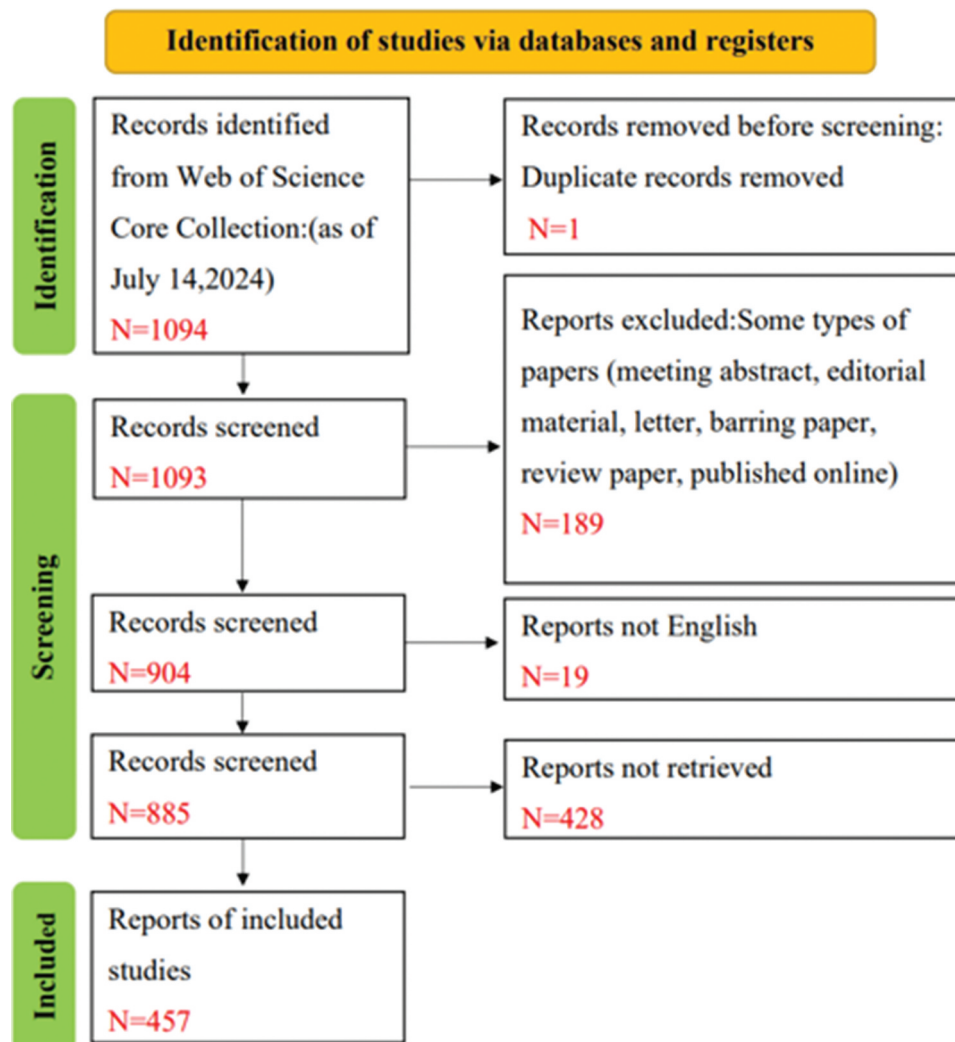 Identification of studies via databases and registers
Identification
Records identified
from Web of Science
Core Collection:(as of
July 14,2024)
N=1094
Records removed before screening:
Duplicate records removed
N=1
Screening
Records screened
N=1093
Reports excluded:Some types of
papers (meeting abstract, editorial
material, letter, barring paper,
review paper, published online)
N=189
Records screened
N=904
Reports not English
N=19
Records screened
N=885
Reports not retrieved
N=428
Included
Reports of included
studies
N=457